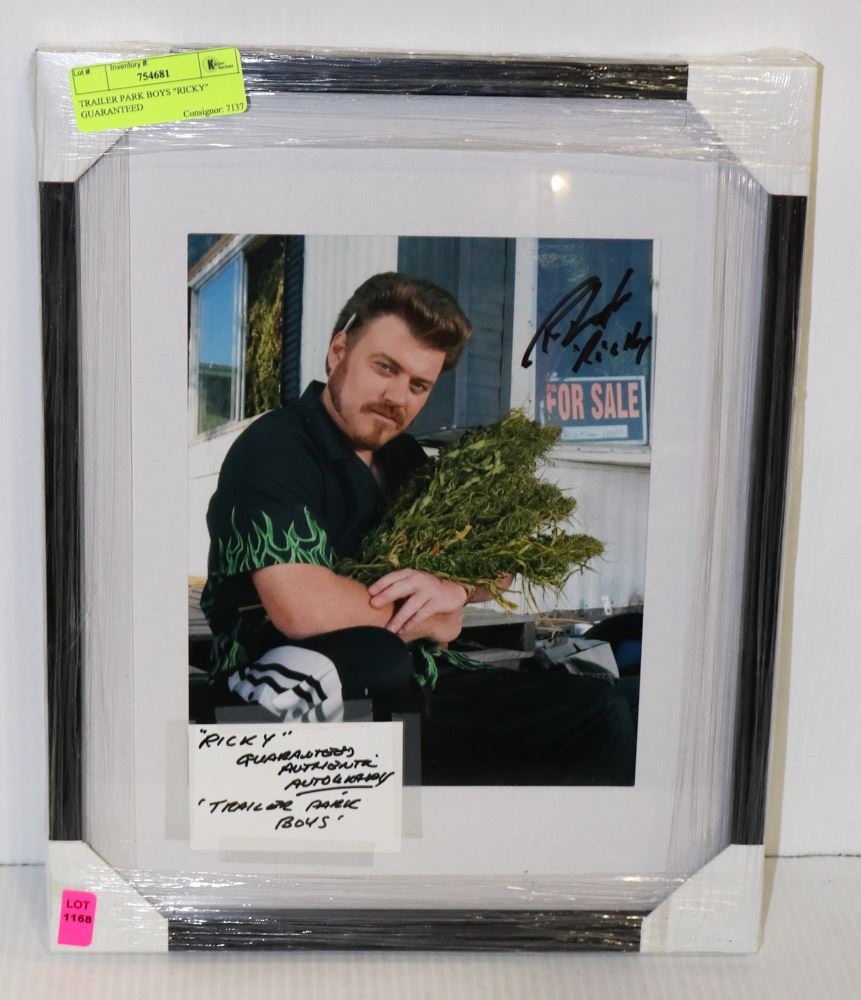 Lot #:
Inventory #:
754681
TRAILER PARK BOYS "RICKY"
GUARANTEED
Consignor: 7137
"Ricky"
FOR SALE
"RICKY"
GUARANTEED
AUTHENTIC
AUTOGRAPH
'TRAILER PARK
BOYS'
LOT
1168